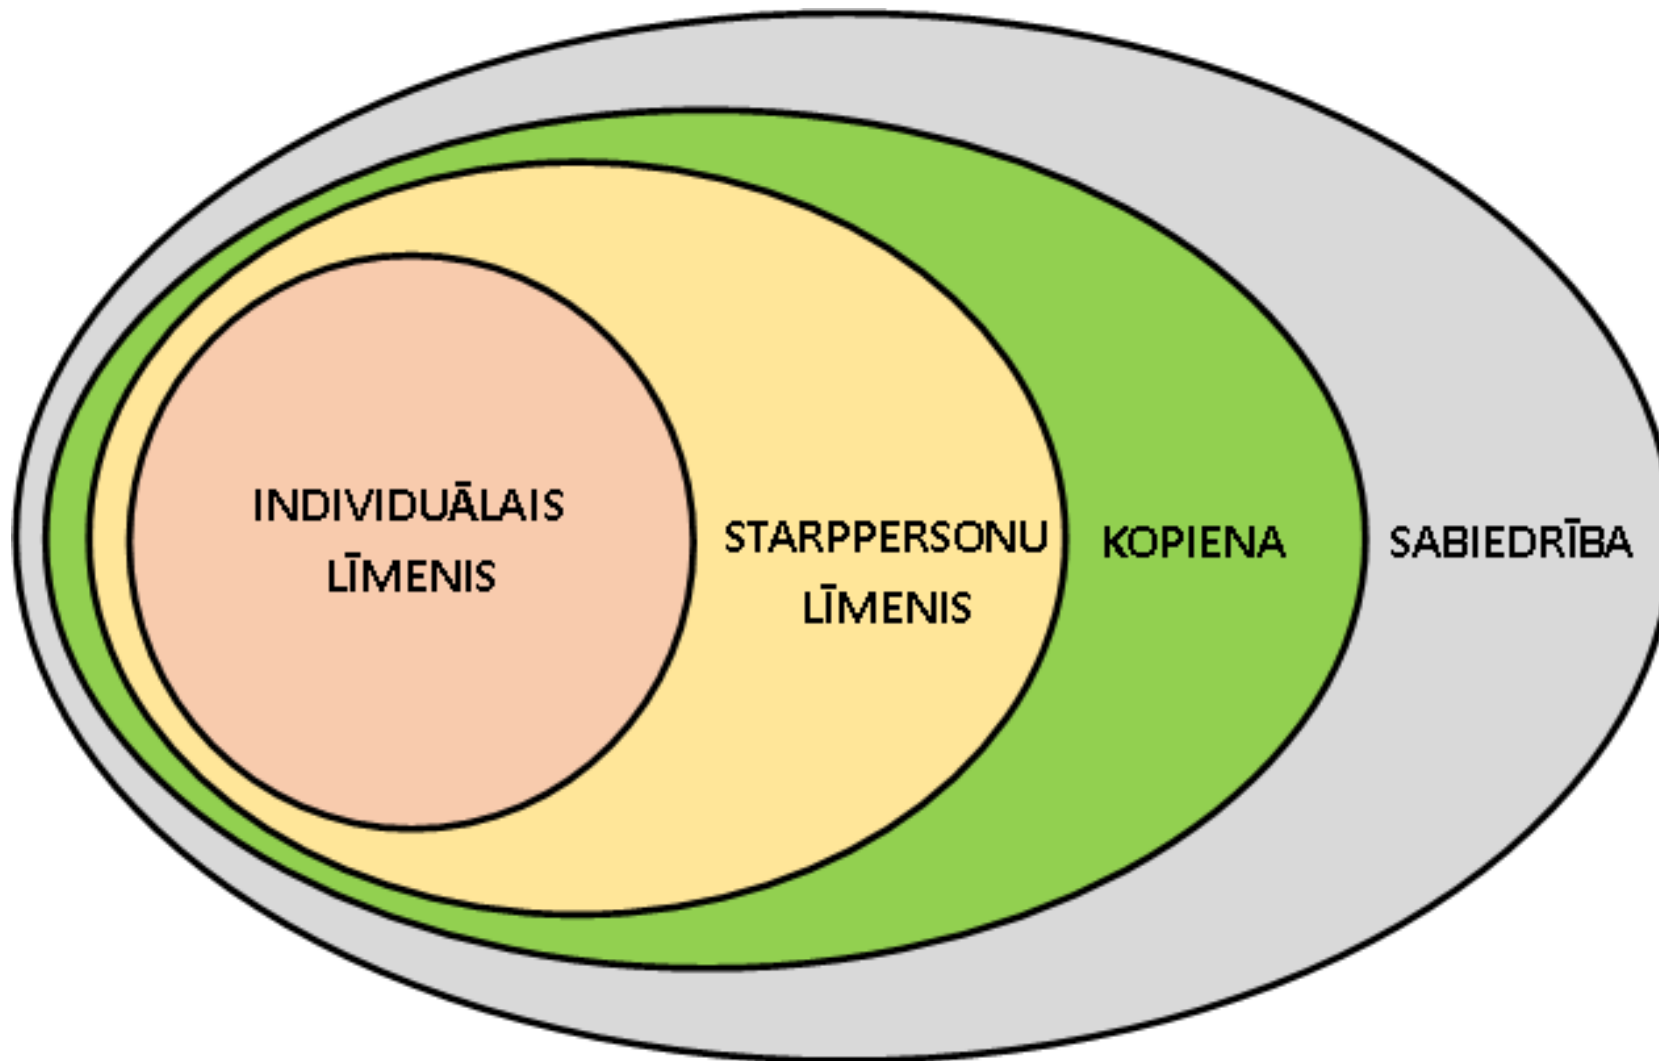 INDIVIDUĀLAIS
LĪMENIS
STARPPERSONU
LĪMENIS
KOPIENA
SABIEDRĪBA